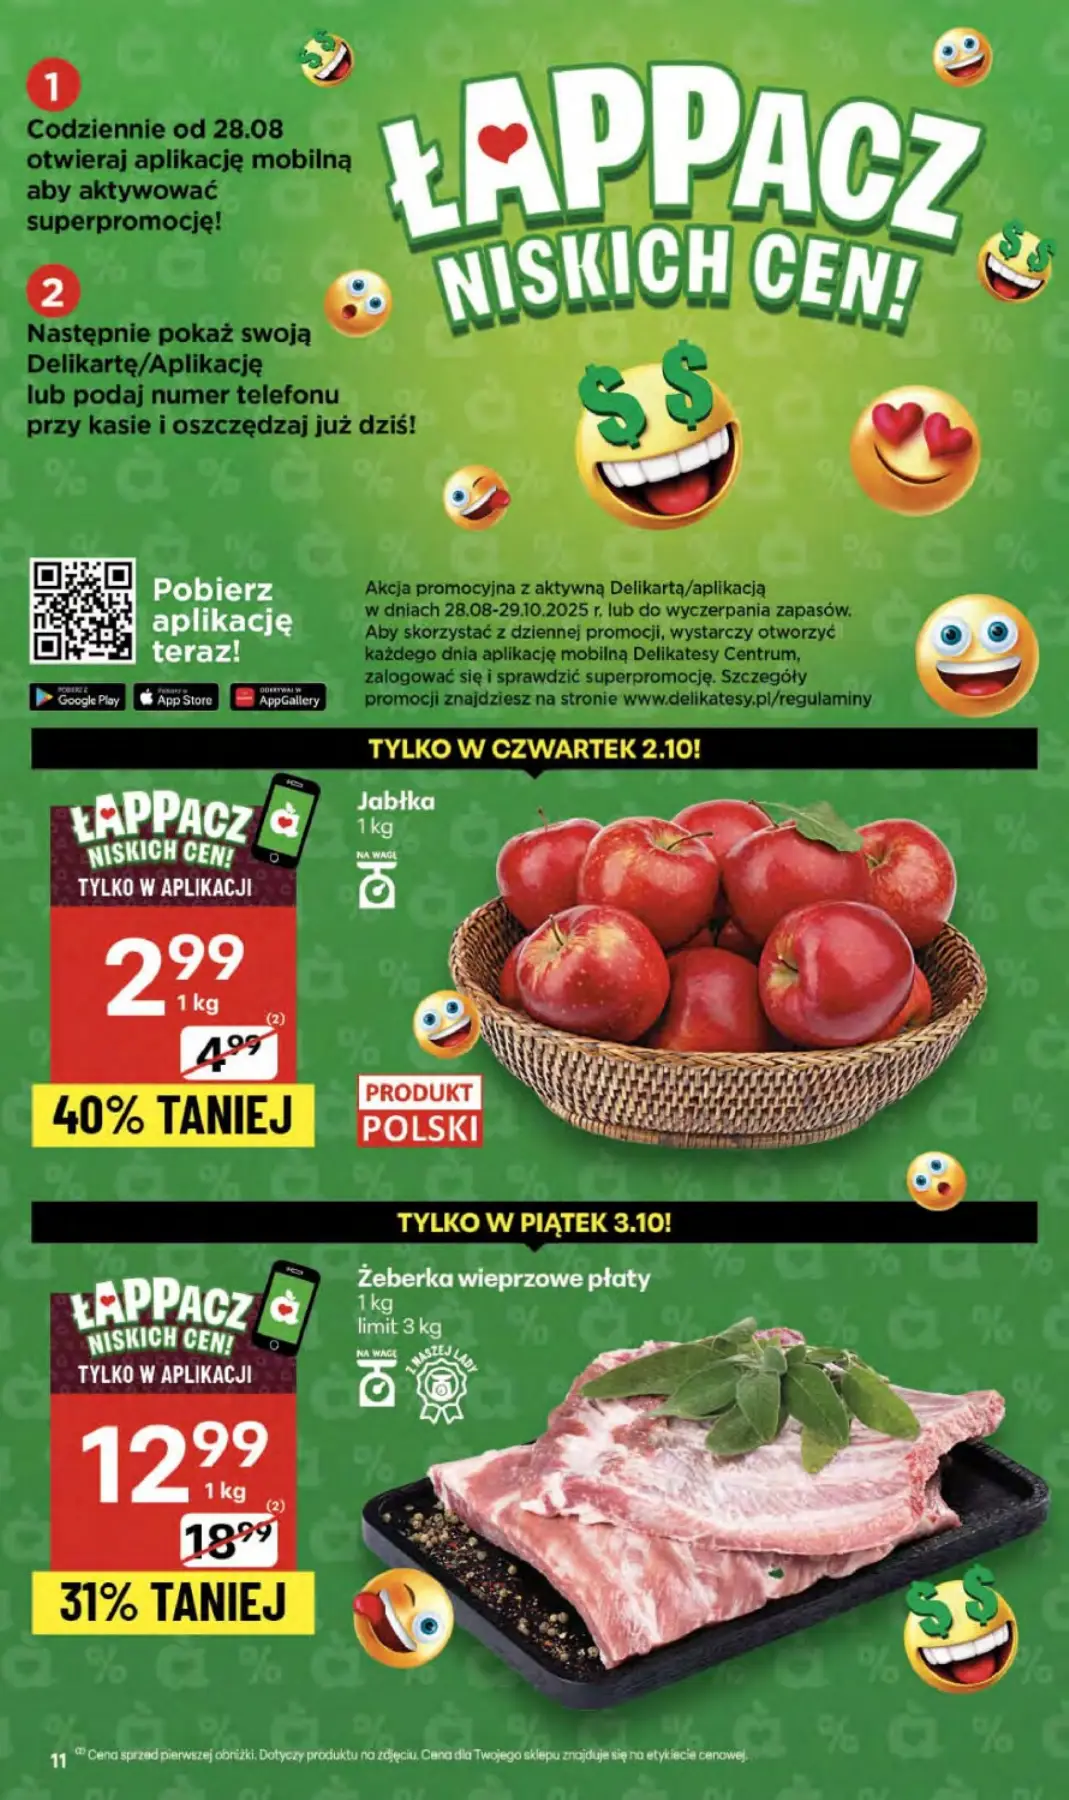 1
Codziennie od 28.08
otwieraj aplikację mobilną
aby aktywować
superpromocję!
2
Następnie pokaż swoją
Delikartę/Aplikację
lub podaj numer telefonu
przy kasie i oszczędzaj już dziś!
ŁAPPACZ
NISKICH CEN!
Pobierz
aplikację
teraz!
POBIERZ Z
Google Play
Pobierz w
App Store
ODKRYWAJ W
AppGallery
Akcja promocyjna z aktywną Delikartą/aplikacją
w dniach 28.08-29.10.2025 r. lub do wyczerpania zapasów.
Aby skorzystać z dziennej promocji, wystarczy otworzyć
każdego dnia aplikację mobilną Delikatesy Centrum,
zalogować się i sprawdzić superpromocję. Szczegóły
promocji znajdziesz na stronie www.delikatesy.pl/regulaminy
TYLKO W CZWARTEK 2.10!
ŁAPPACZ
NISKICH CEN!
TYLKO W APLIKACJI
2 99
1 kg
(2)
4 99
40% TANIEJ
Jabłka
1 kg
NA WAGĘ
PRODUKT
POLSKI
TYLKO W PIĄTEK 3.10!
ŁAPPACZ
NISKICH CEN!
TYLKO W APLIKACJI
12 99
1 kg
(2)
18 99
31% TANIEJ
Żeberka wieprzowe płaty
1 kg
limit 3 kg
NA WAGĘ
Z NASZEJ LADY
11
(2) Cena sprzed pierwszej obniżki. Dotyczy produktu na zdjęciu. Cena dla Twojego sklepu znajduje się na etykiecie cenowej.